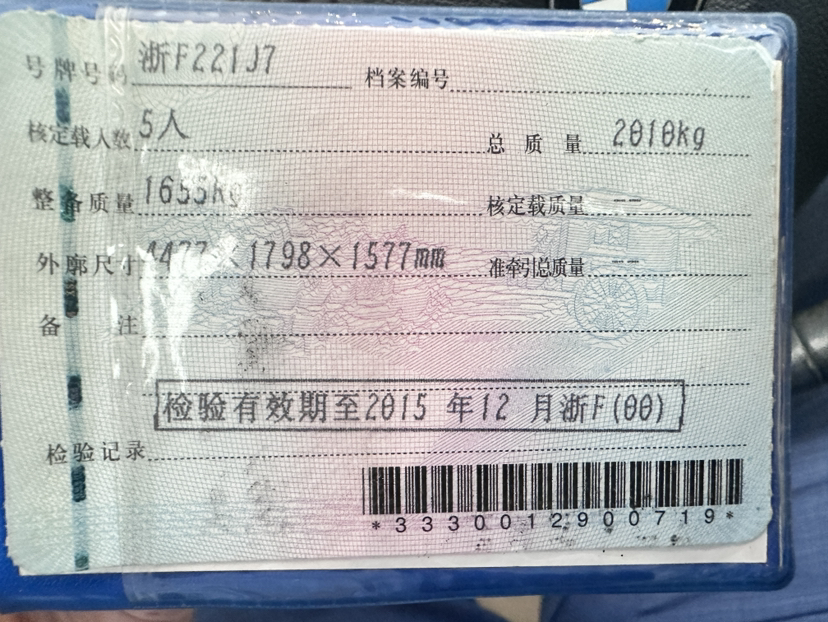 号牌号码 浙F221J7 档案编号
核定载人数 5人 总质量 2010kg
整备质量 1655kg 核定载质量 --
外廓尺寸 ×1798×1577mm 准牵引总质量 --
备注
检验有效期至2015 年12 月浙F(00)
检验记录
*3330012900719*